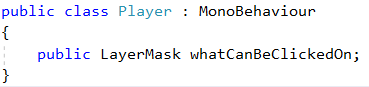 public class Player : MonoBehaviour
{
    public LayerMask whatCanBeClickedOn;
}